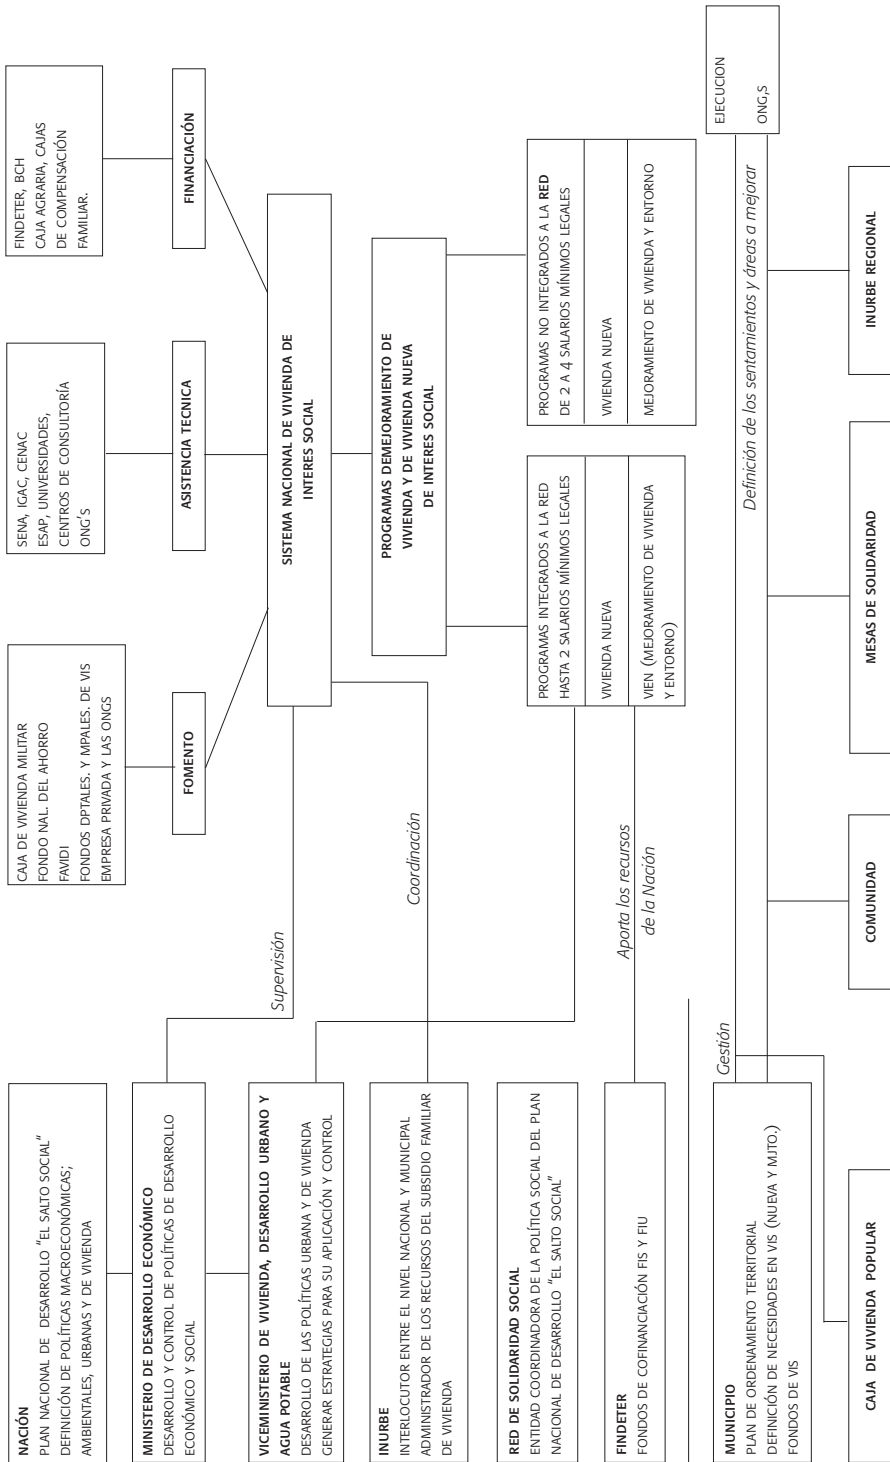 NACIÓN
PLAN NACIONAL DE DESARROLLO "EL SALTO SOCIAL"
DEFINICIÓN DE POLÍTICAS MACROECONÓMICAS;
AMBIENTALES, URBANAS Y DE VIVIENDA
MINISTERIO DE DESARROLLO ECONÓMICO
DESARROLLO Y CONTROL DE POLÍTICAS DE DESARROLLO
ECONÓMICO Y SOCIAL
VICEMINISTERIO DE VIVIENDA, DESARROLLO URBANO Y
AGUA POTABLE
DESARROLLO DE LAS POLÍTICAS URBANA Y DE VIVIENDA
GENERAR ESTRATEGIAS PARA SU APLICACIÓN Y CONTROL
INURBE
INTERLOCUTOR ENTRE EL NIVEL NACIONAL Y MUNICIPAL
ADMINISTRADOR DE LOS RECURSOS DEL SUBSIDIO FAMILIAR
DE VIVIENDA
RED DE SOLIDARIDAD SOCIAL
ENTIDAD COORDINADORA DE LA POLÍTICA SOCIAL DEL PLAN
NACIONAL DE DESARROLLO "EL SALTO SOCIAL"
FINDETER
FONDOS DE COFINANCIACIÓN FIS Y FIU
MUNICIPIO
PLAN DE ORDENAMIENTO TERRITORIAL
DEFINICIÓN DE NECESIDADES EN VIS (NUEVA Y MJTO.)
FONDOS DE VIS
CAJA DE VIVIENDA MILITAR
FONDO NAL. DEL AHORRO
FAVIDI
FONDOS DPTALES. Y MPALES. DE VIS
EMPRESA PRIVADA Y LAS ONGS
FOMENTO
SENA, IGAC, CENAC
ESAP, UNIVERSIDADES,
CENTROS DE CONSULTORÍA
ONG'S
ASISTENCIA TECNICA
FINDETER, BCH
CAJA AGRARIA, CAJAS
DE COMPENSACIÓN
FAMILIAR.
FINANCIACIÓN
SISTEMA NACIONAL DE VIVIENDA DE
INTERES SOCIAL
Supervisión
Coordinación
PROGRAMAS DEMEJORAMIENTO DE
VIVIENDA Y DE VIVIENDA NUEVA
DE INTERES SOCIAL
PROGRAMAS INTEGRADOS A LA RED
HASTA 2 SALARIOS MÍNIMOS LEGALES
VIVIENDA NUEVA
VIEN (MEJORAMIENTO DE VIVIENDA
Y ENTORNO)
PROGRAMAS NO INTEGRADOS A LA RED
DE 2 A 4 SALARIOS MÍNIMOS LEGALES
VIVIENDA NUEVA
MEJORAMIENTO DE VIVIENDA Y ENTORNO
Aporta los recursos
de la Nación
Gestión
Definición de los sentamientos y áreas a mejorar
EJECUCION
ONG,S
CAJA DE VIVIENDA POPULAR
COMUNIDAD
MESAS DE SOLIDARIDAD
INURBE REGIONAL